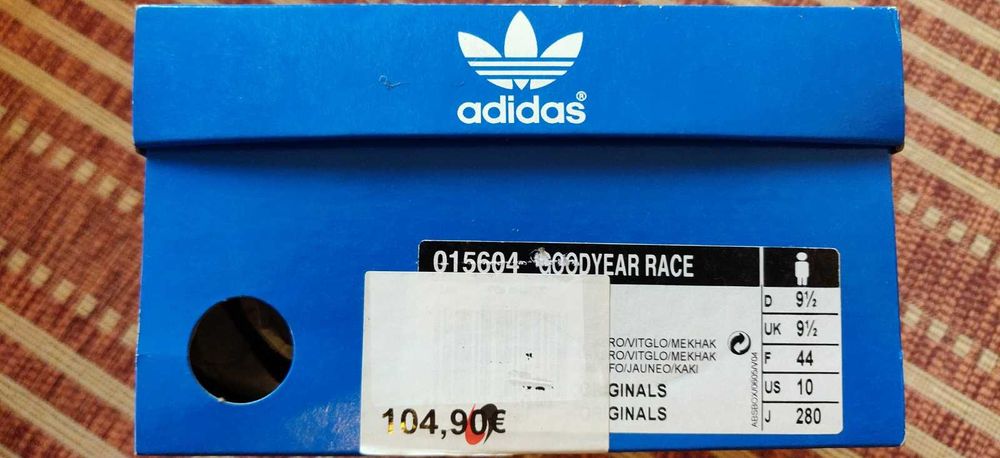 adidas®
015604 GOODYEAR RACE
D 9½
UK 9½
F 44
US 10
J 280
RO/VITGLO/MEKHAK
RO/VITGLO/MEKHAK
FO/JAUNEO/KAKI
GINALS
GINALS
104,90€